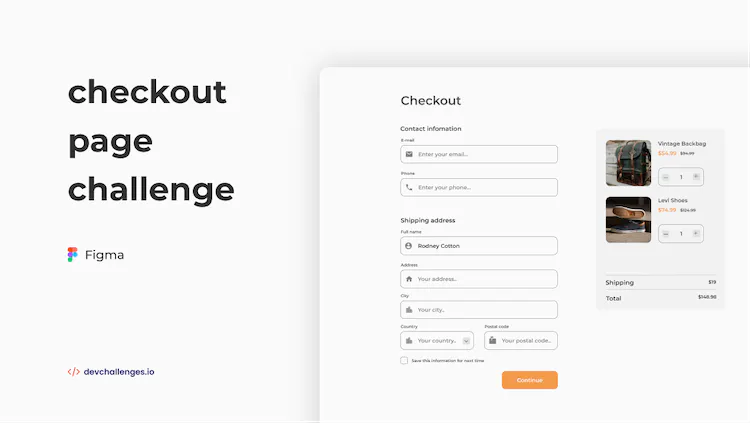 checkout
page
challenge
Figma
</> devchallenges.io
Checkout
Contact infomation
E-mail
Enter your email...
Phone
Enter your phone...
Shipping address
Full name
Rodney Cotton
Address
Your address..
City
Your city..
Country
Your country..
Postal code
Your postal code..
Save this information for next time
Continue
Vintage Backbag
$54.99 $94.99
1
Levi Shoes
$74.99 $124.99
1
Shipping $19
Total $148.98